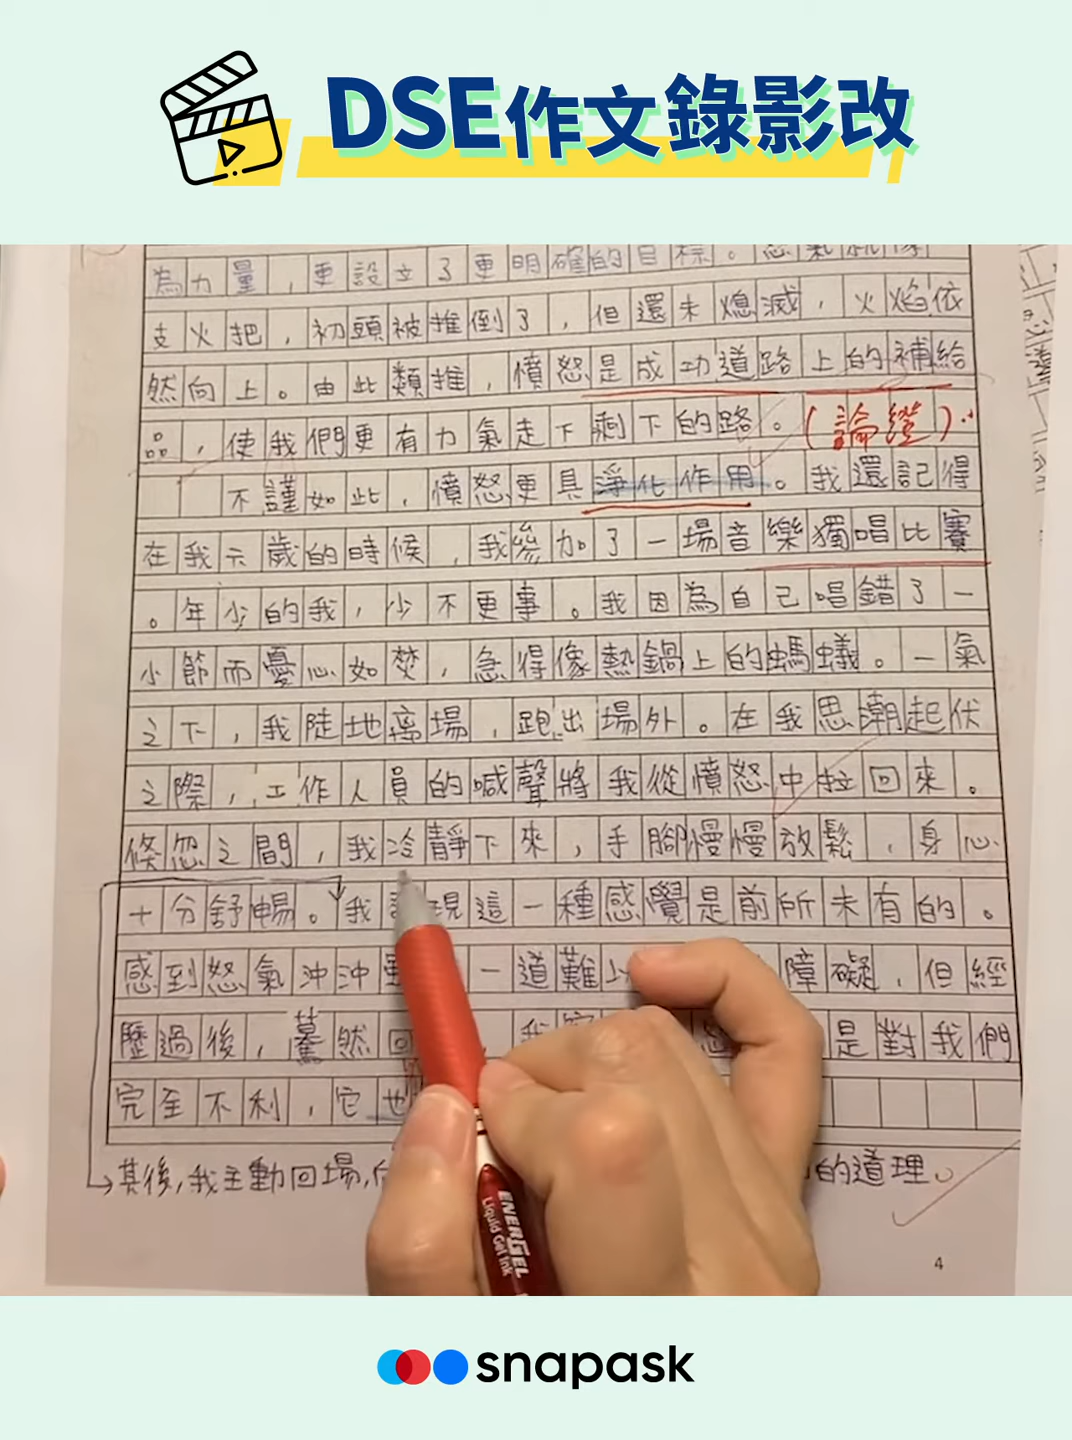 DSE作文錄影改
為力量，更設立了更明確的目標。怒氣就像
支火把，初頭被推倒了，但還未熄滅，火焰依
然向上。由此類推，憤怒是成功道路上的補給
品，使我們更有力氣走下剩下的路。(論證)
不謹如此，憤怒更具淨化作用。我還記得
在我六歲的時候，我參加了一場音樂獨唱比賽
。年少的我，少不更事。我因為自己唱錯了一
小節而憂心如焚，急得像熱鍋上的螞蟻。一氣
之下，我陡地离場，跑出場外。在我思潮起伏
之際，工作人員的喊聲將我從憤怒中拉回來。
倏忽之間，我冷靜下來，手腳慢慢放鬆，身心
十分舒暢。我現這一種感覺是前所未有的。
感到怒氣沖沖一道難障礙，但經
歷過後，驀然回我是對我們
完至不利，它也
其後，我主動回場，的道理。
4
ENERGEL
Liquid Gel Ink
snapask